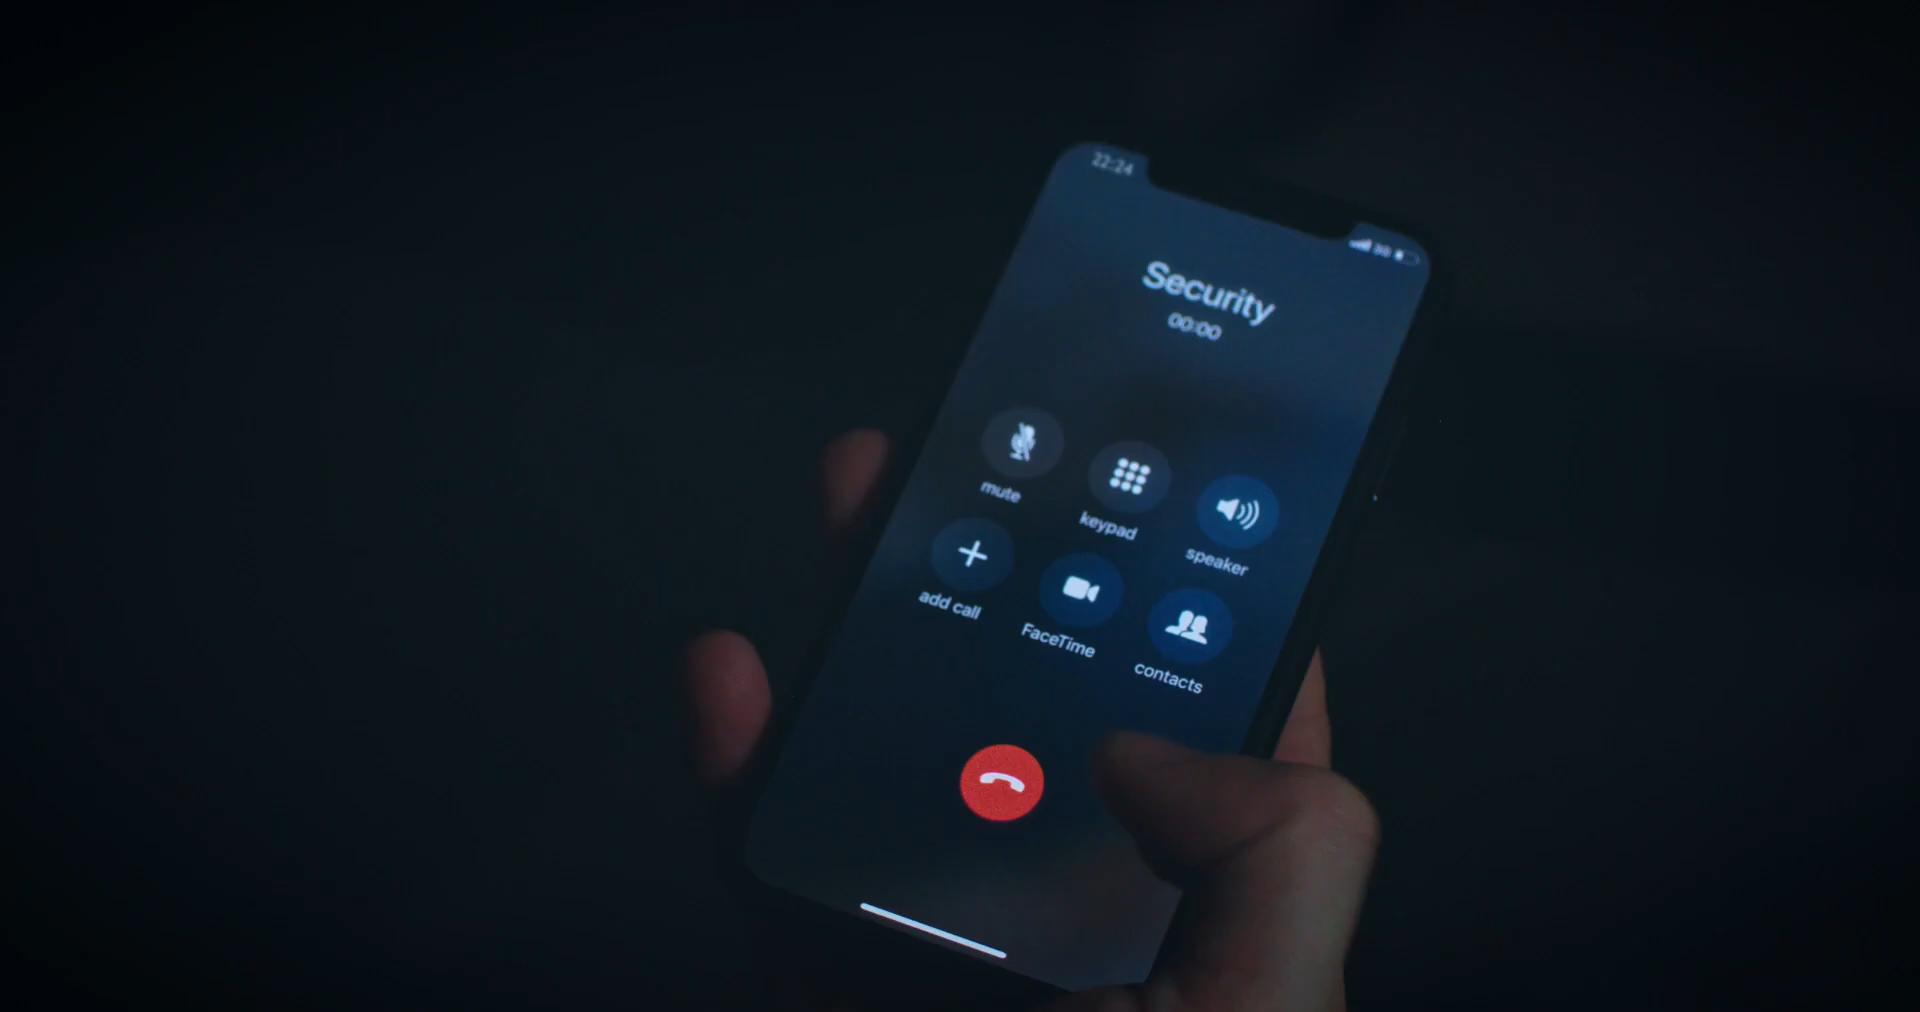 22:24
Security
00:00
mute
keypad
speaker
add call
FaceTime
contacts